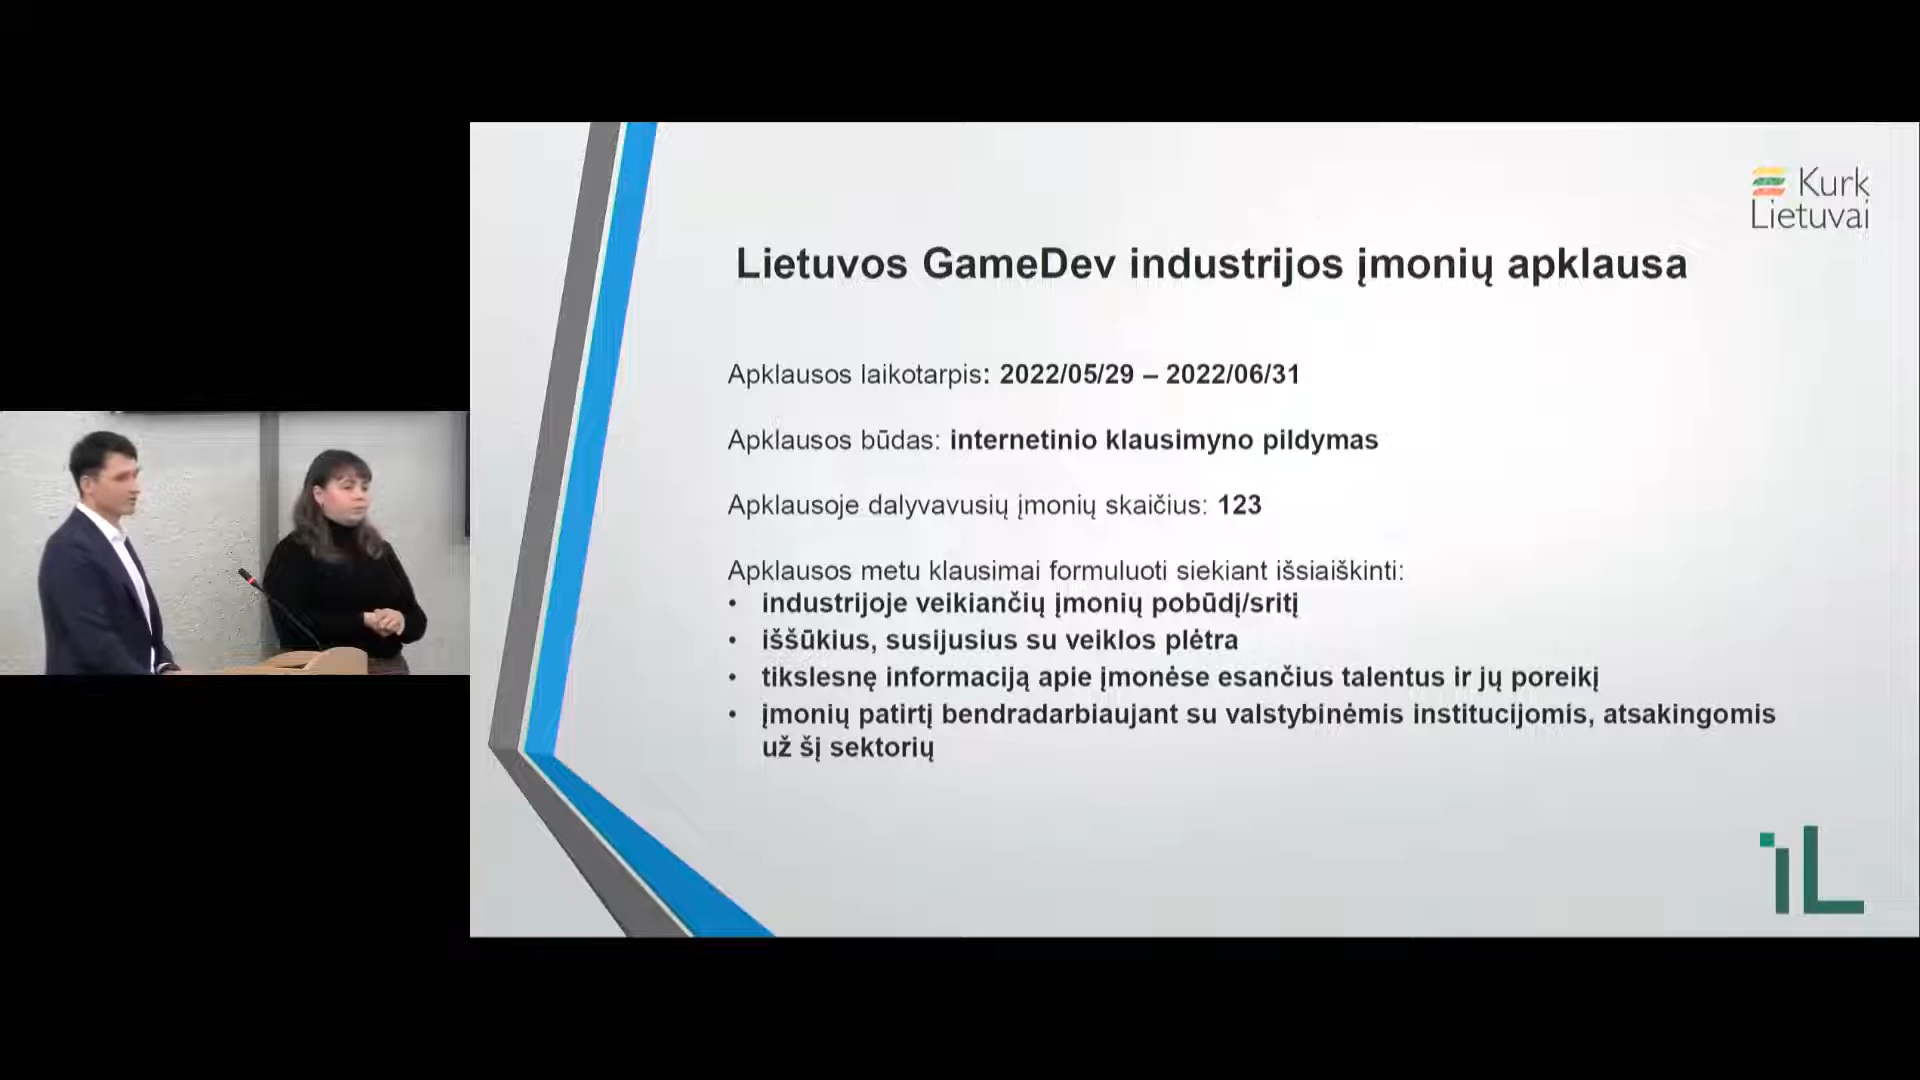 Kurk
Lietuvai
Lietuvos GameDev industrijos įmonių apklausa
Apklausos laikotarpis: 2022/05/29 – 2022/06/31
Apklausos būdas: internetinio klausimyno pildymas
Apklausoje dalyvavusių įmonių skaičius: 123
Apklausos metu klausimai formuluoti siekiant išsiaiškinti:
• industrijoje veikiančių įmonių pobūdį/sritį
• iššūkius, susijusius su veiklos plėtra
• tikslesnę informaciją apie įmonėse esančius talentus ir jų poreikį
• įmonių patirtį bendradarbiaujant su valstybinėmis institucijomis, atsakingomis
už šį sektorių
iL